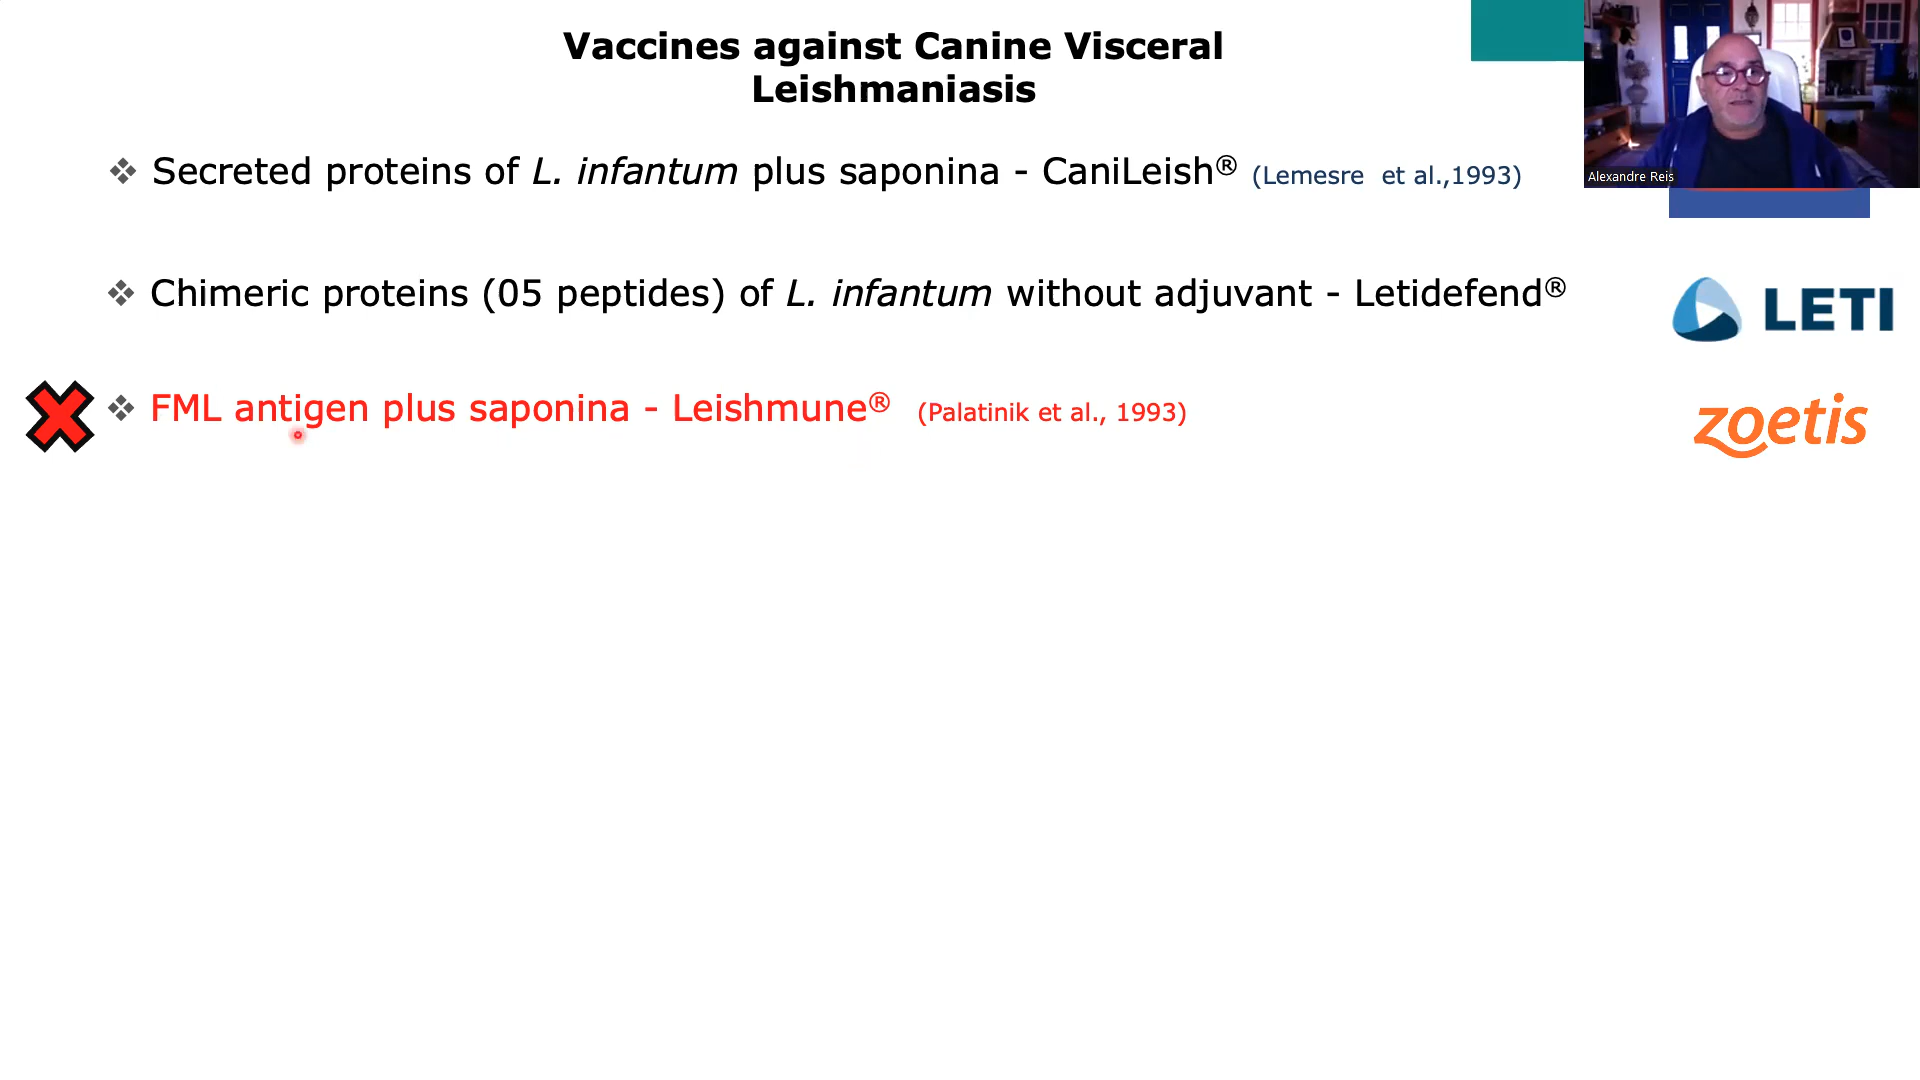 Vaccines against Canine Visceral
Leishmaniasis
❖ Secreted proteins of L. infantum plus saponina - CaniLeish® (Lemesre et al.,1993)
Alexandre Reis
❖ Chimeric proteins (05 peptides) of L. infantum without adjuvant - Letidefend®
LETI
❖ FML antigen plus saponina - Leishmune® (Palatinik et al., 1993)
zoetis